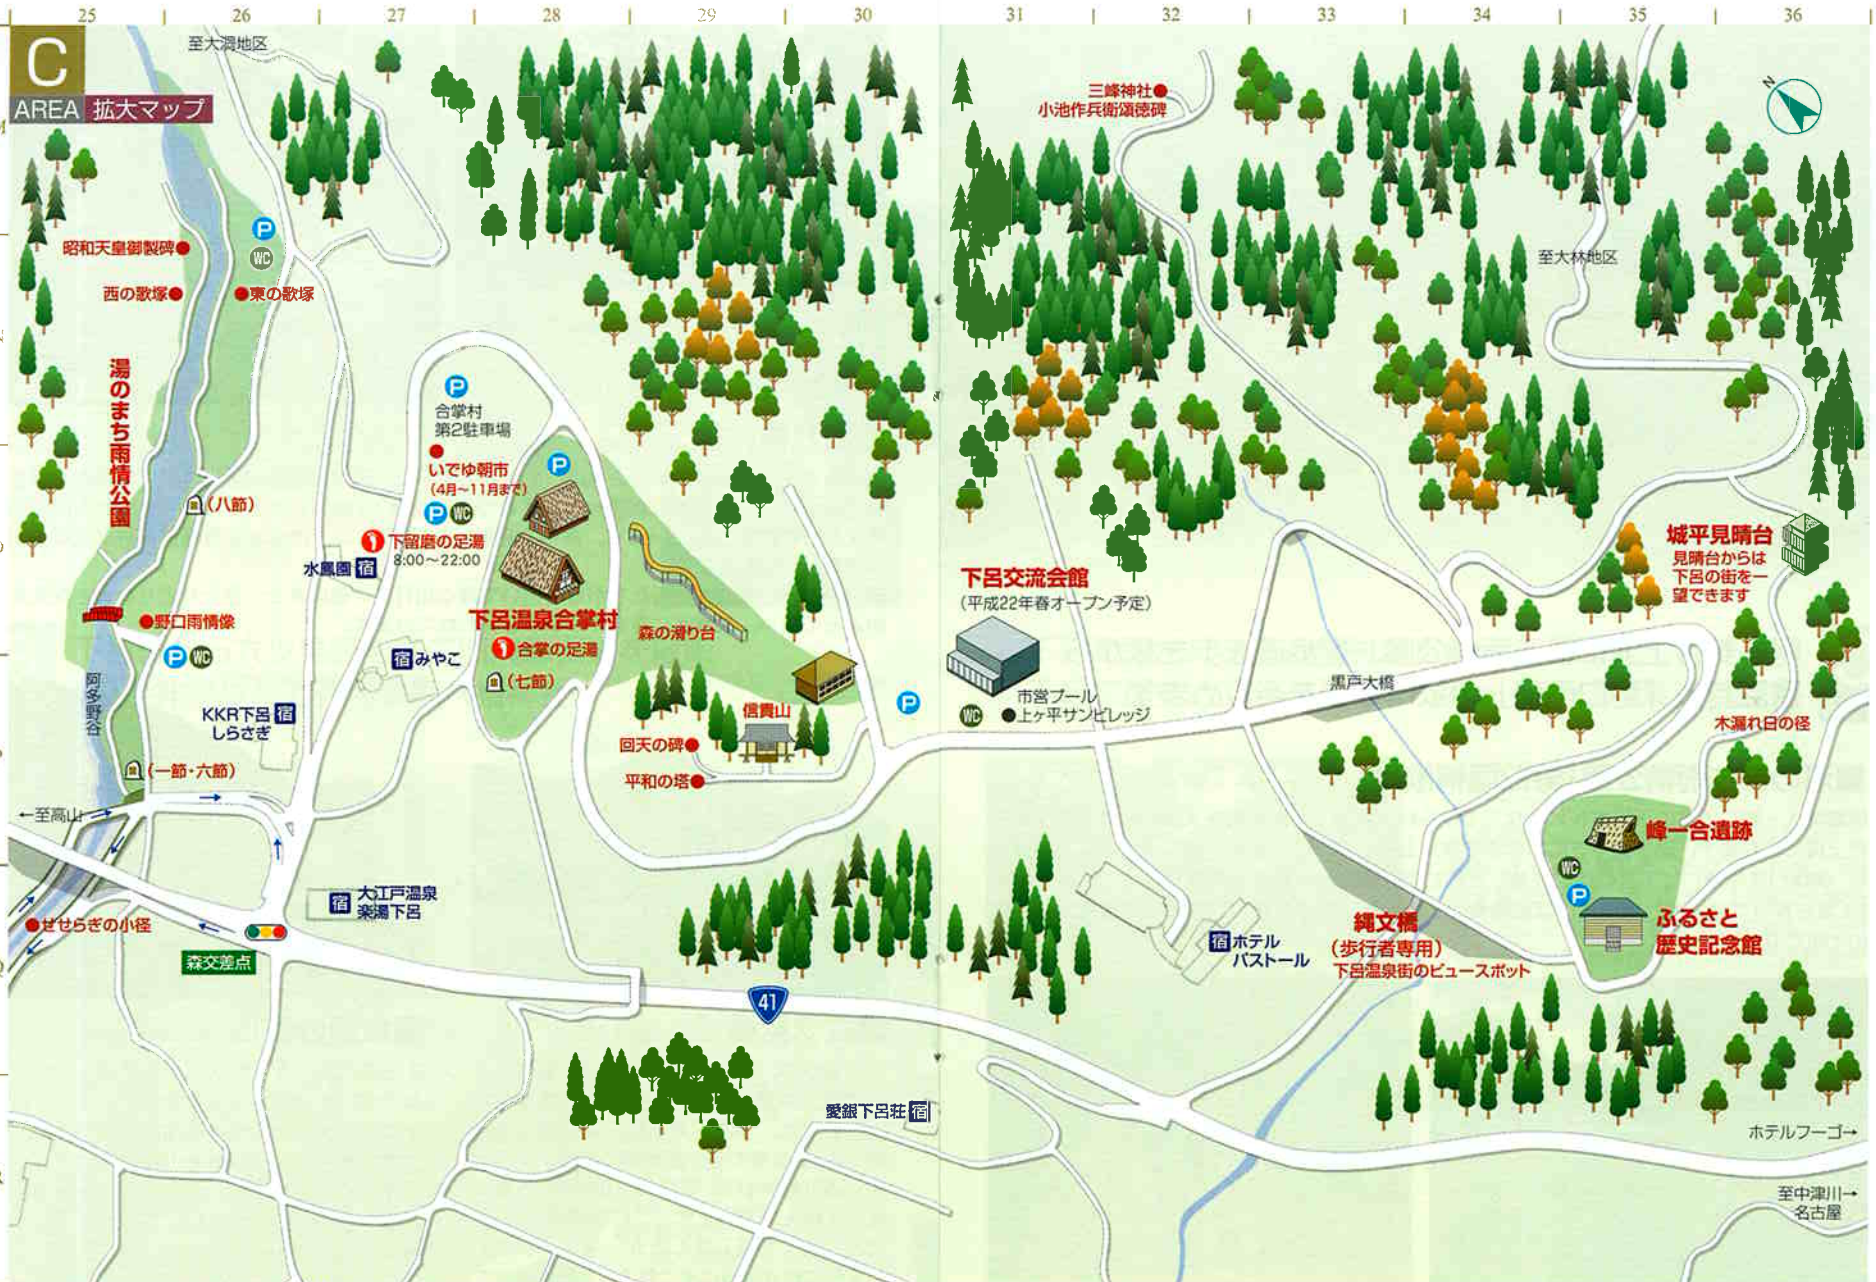 25
26
27
28
29
30
31
32
33
34
35
36
C
AREA 拡大マップ
至大洞地区
三峰神社
小池作兵衛頌徳碑
N
P
WC
昭和天皇御製碑
西の歌塚
東の歌塚
至大林地区
湯のまち雨情公園
P
合掌村
第2駐車場
いでゆ朝市
(4月~11月まで)
P
P WC
(八節)
下留磨の足湯
8:00~22:00
水鳳園 宿
下呂温泉合掌村
合掌の足湯
(七節)
森の滑り台
下呂交流会館
(平成22年春オープン予定)
城平見晴台
見晴台からは
下呂の街を一
望できます
野口雨情像
P WC
宿 みやこ
阿多野谷
KKR下呂 宿
しらさぎ
信貴山
回天の碑
平和の塔
P
市営プール
WC
上ヶ平サンビレッジ
黒戸大橋
木漏れ日の径
(一節・六節)
←至高山
峰一合遺跡
WC
P
ふるさと
歴史記念館
宿 大江戸温泉
楽湯下呂
せせらぎの小径
森交差点
宿 ホテル
パストール
縄文橋
(歩行者専用)
下呂温泉街のビュースポット
41
愛銀下呂荘 宿
ホテルフーゴ→
至中津川→
名古屋